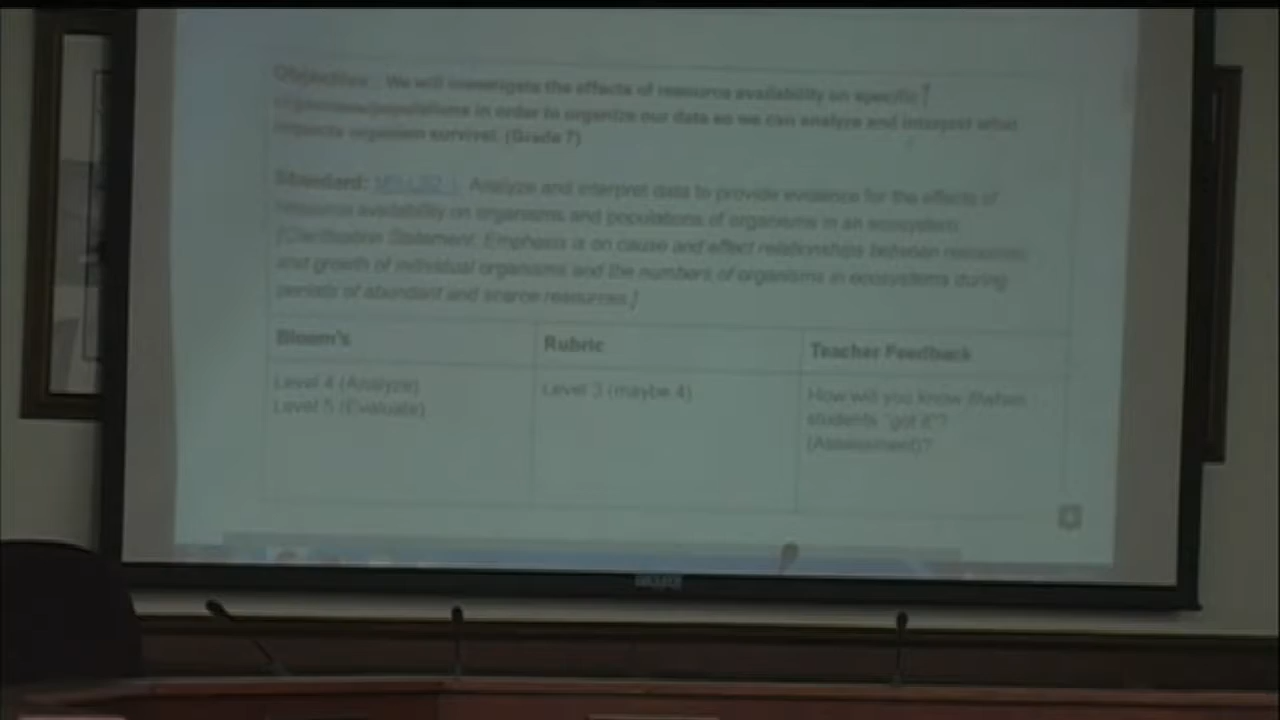 Objective: We will investigate the effects of resource availability on specific
organisms/populations in order to organize our data so we can analyze and interpret what
impacts organism survival. (Grade 7)
Standard: MS-LS2-1. Analyze and interpret data to provide evidence for the effects of
resource availability on organisms and populations of organisms in an ecosystem.
[Clarification Statement: Emphasis is on cause and effect relationships between resources
and growth of individual organisms and the numbers of organisms in ecosystems during
periods of abundant and scarce resources.]
Bloom's
Rubric
Teacher Feedback
Level 4 (Analyze)
Level 5 (Evaluate)
Level 3 (maybe 4)
How will you know if/when
students "got it"?
(Assessment)?